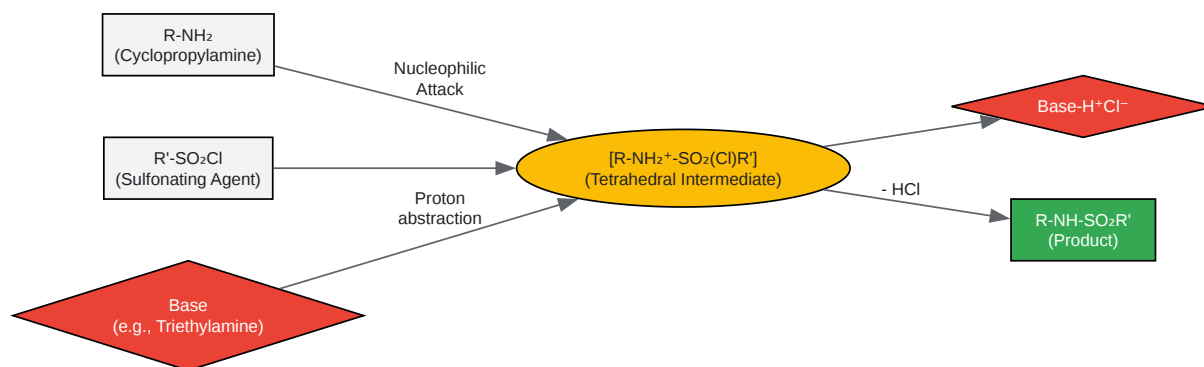 R-NH₂
(Cyclopropylamine)
Nucleophilic
Attack
R'-SO₂Cl
(Sulfonating Agent)
[R-NH₂⁺-SO₂(Cl)R']
(Tetrahedral Intermediate)
Proton
abstraction
Base
(e.g., Triethylamine)
Base-H⁺Cl⁻
- HCl
R-NH-SO₂R'
(Product)